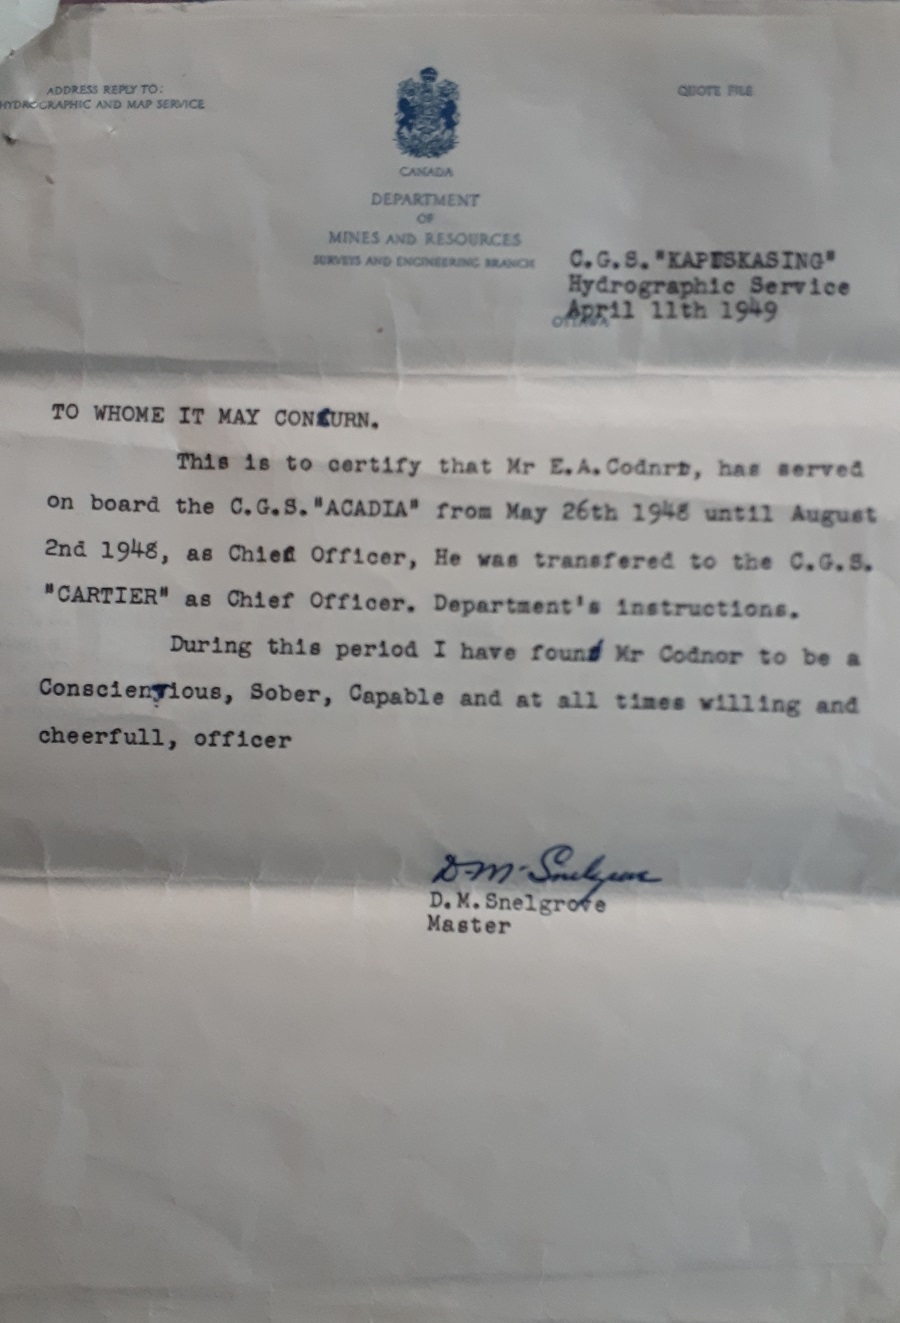 ADDRESS REPLY TO:
HYDROGRAPHIC AND MAP SERVICE
QUOTE FILE
CANADA
DEPARTMENT
OF
MINES AND RESOURCES
SURVEYS AND ENGINEERING BRANCH
C.G.S."KAPESKASING"
Hydrographic Service
April 11th 1949
OTTAWA
TO WHOME IT MAY CONCURN.
This is to certify that Mr E.A.Codnrb, has served
on board the C.G.S."ACADIA" from May 26th 1948 until August
2nd 1948, as Chief Officer, He was transfered to the C.G.S.
"CARTIER" as Chief Officer. Department's instructions.
During this period I have found Mr Codnor to be a
Conscientious, Sober, Capable and at all times willing and
cheerfull, officer
D M Snelgrove
D.M.Snelgrove
Master